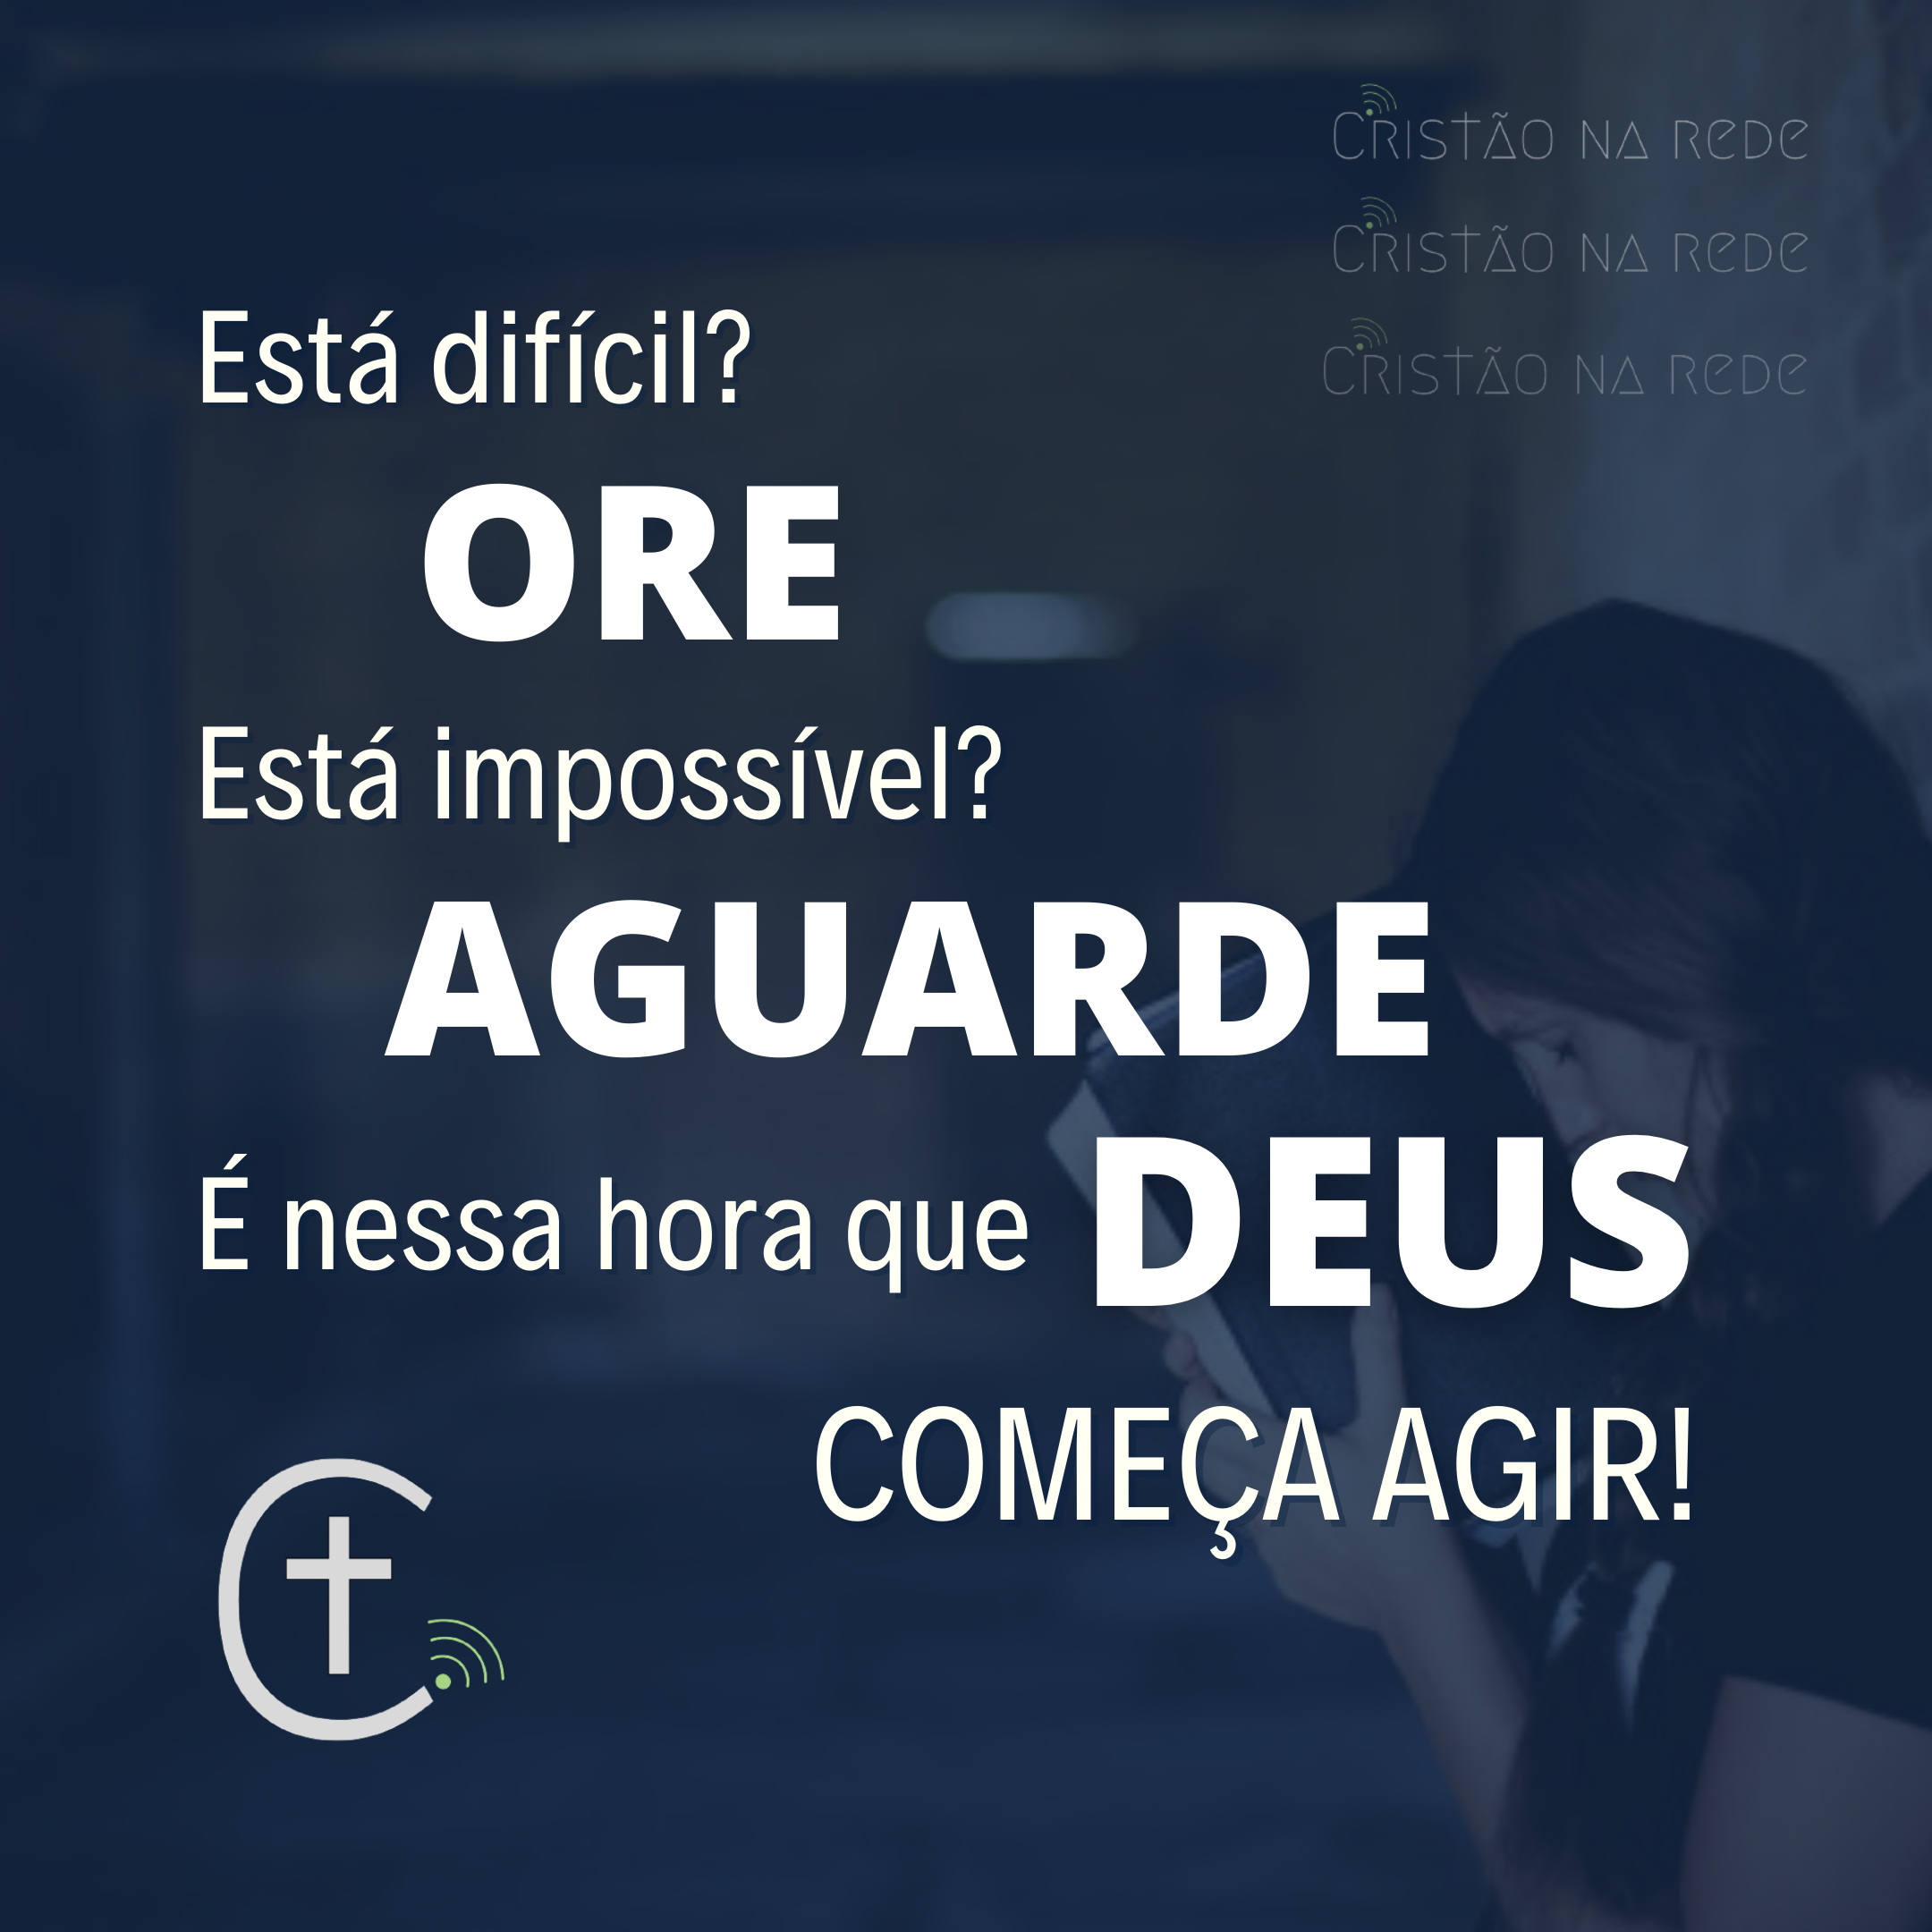 CRISTÃO NA REDE
CRISTÃO NA REDE
CRISTÃO NA REDE
Está difícil?
ORE
Está impossível?
AGUARDE
É nessa hora que DEUS
COMEÇA AGIR!